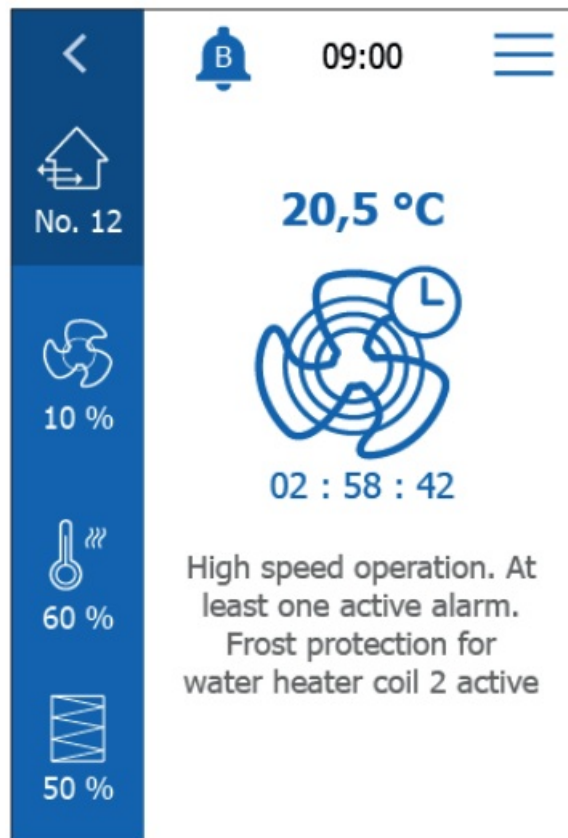 B
09:00
No. 12
20,5 °C
10 %
02 : 58 : 42
High speed operation. At
least one active alarm.
Frost protection for
water heater coil 2 active
60 %
50 %